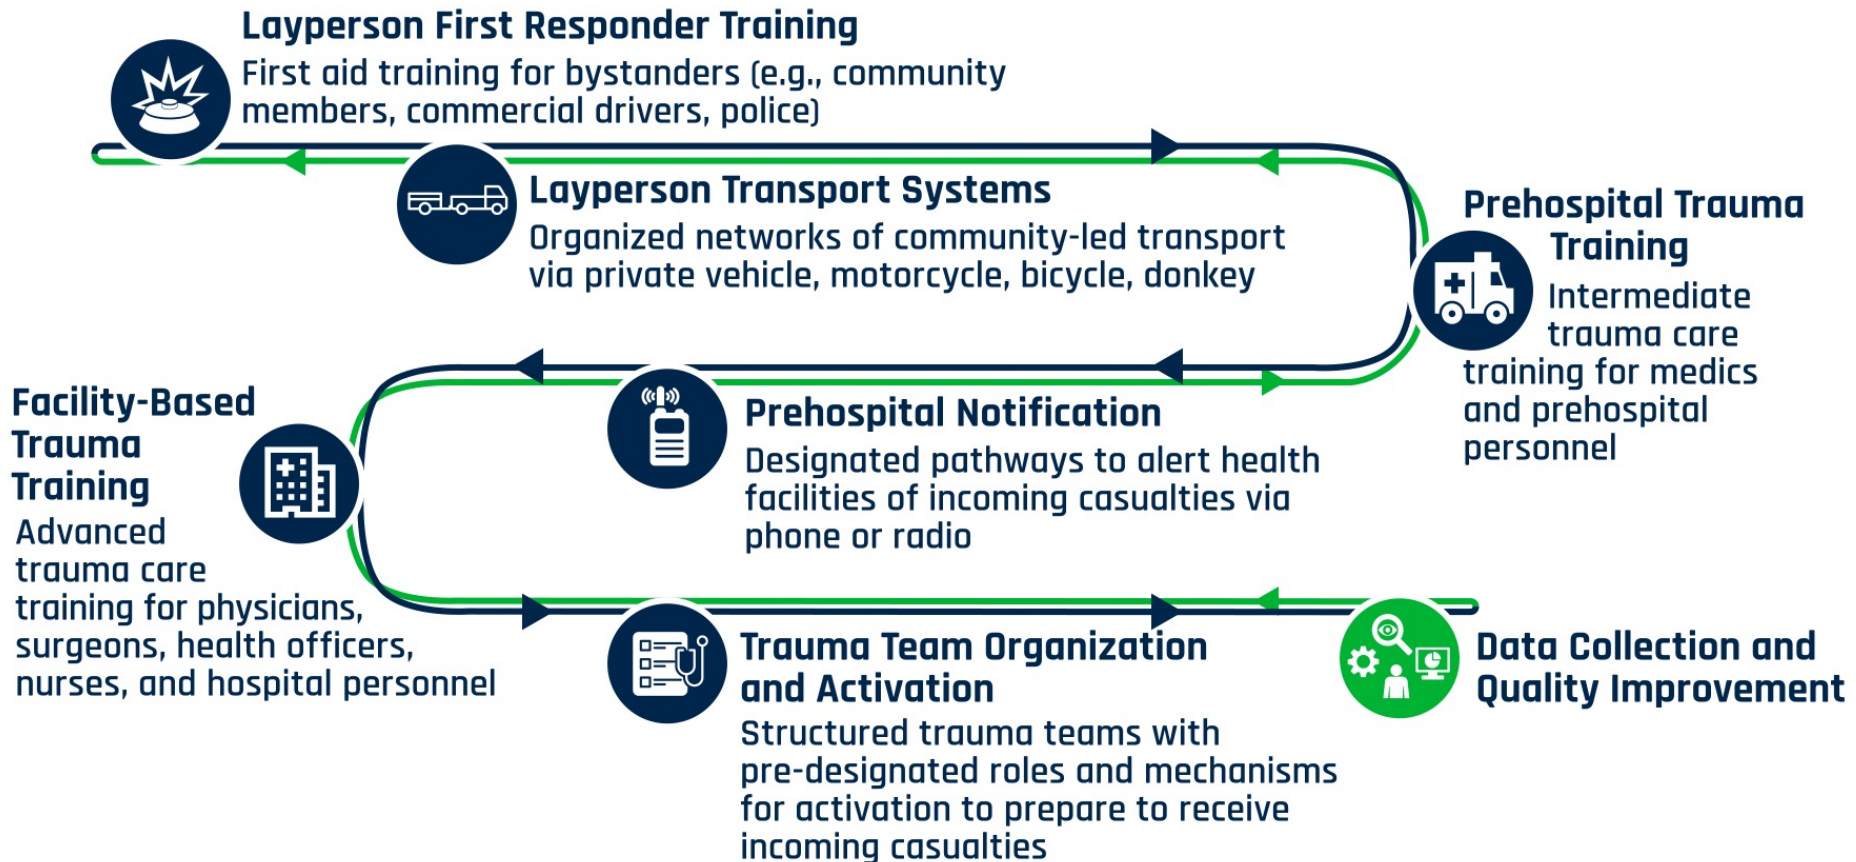 Layperson First Responder Training
First aid training for bystanders (e.g., community
members, commercial drivers, police)
Layperson Transport Systems
Organized networks of community-led transport
via private vehicle, motorcycle, bicycle, donkey
Prehospital Trauma
Training
Intermediate
trauma care
training for medics
and prehospital
personnel
Prehospital Notification
Designated pathways to alert health
facilities of incoming casualties via
phone or radio
Facility-Based
Trauma
Training
Advanced
trauma care
training for physicians,
surgeons, health officers,
nurses, and hospital personnel
Trauma Team Organization
and Activation
Structured trauma teams with
pre-designated roles and mechanisms
for activation to prepare to receive
incoming casualties
Data Collection and
Quality Improvement